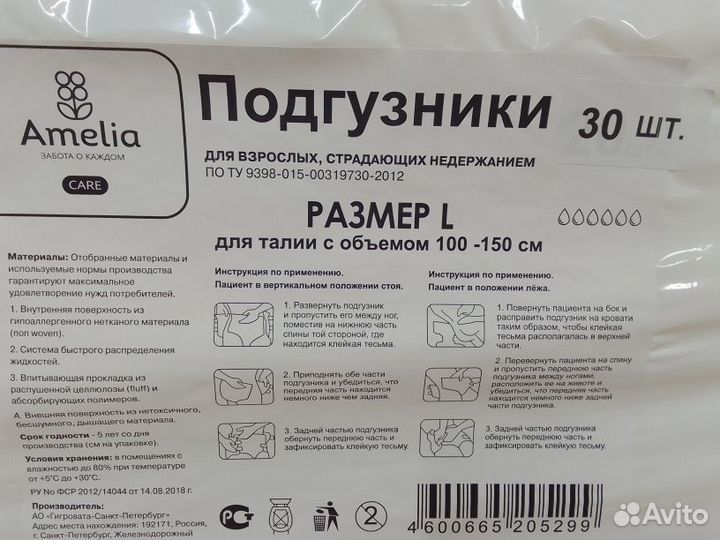 Amelia
ЗАБОТА О КАЖДОМ
CARE
Подгузники
30 шт.
ДЛЯ ВЗРОСЛЫХ, СТРАДАЮЩИХ НЕДЕРЖАНИЕМ
ПО ТУ 9398-015-00319730-2012
РАЗМЕР L
для талии с объемом 100 -150 см
Материалы: Отобранные материалы и
используемые нормы производства
гарантируют максимальное
удовлетворение нужд потребителей.
1. Внутренняя поверхность из
гипоаллергенного нетканого материала
(non woven).
2. Система быстрого распределения
жидкостей.
3. Впитывающая прокладка из
распушенной целлюлозы (fluff) и
абсорбирующих полимеров.
А. Внешняя поверхность из нетоксичного,
бесшумного, дышащего материала.
Срок годности - 5 лет со дня
производства (см на упаковке).
Условия хранения: в помещениях с
влажностью до 80% при температуре
от +5°С до +30°С.
РУ No ФСР 2012/14044 от 14.08.2018 г.
Производитель:
АО «Гигровата-Санкт-Петербург»
Адрес места нахождения: 192171, Россия,
г. Санкт-Петербург, Железнодорожный
Инструкция по применению.
Пациент в вертикальном положении стоя.
1. Развернуть подгузник
и пропустить его между ног,
поместив на нижнюю часть
спины той стороной, где
находится клейкая тесьма.
2. Приподнять обе части
подгузника и убедиться, что
передняя часть находится
немного ниже чем задняя.
3. Задней частью подгузника
обернуть переднюю часть и
зафиксировать клейкую тесьму.
Инструкция по применению.
Пациент в положении лёжа.
1. Повернуть пациента на бок и
расправить подгузник на кровати
таким образом, чтобы клейкая
тесьма располагалась в верхней
части.
2. Перевернуть пациента на спину
и пропустить переднюю часть
подгузника между ногами,
расположить ее на животе и
убедиться, что передняя часть
находится немного ниже задней
части.
3. Задней частью подгузника
обернуть переднюю часть и
зафиксировать клейкую тесьму.
РСТ
2
4 600665 205299
Avito